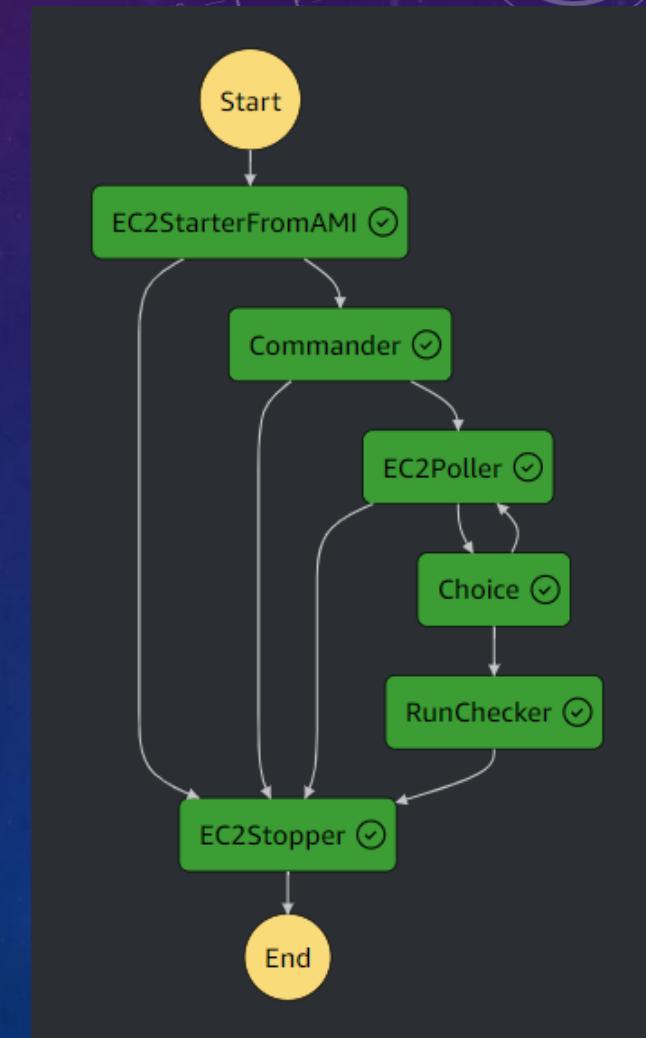 Start
EC2StarterFromAMI
Commander
EC2Poller
Choice
RunChecker
EC2Stopper
End